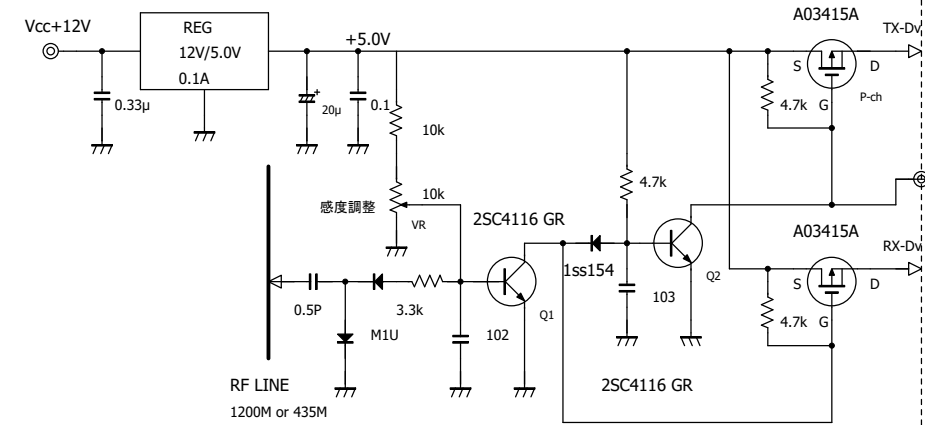 A03415A
TX-Dv
Vcc+12V
REG
12V/5.0V
0.1A
+5.0V
S
D
P-ch
4.7k
G
0.33μ
20μ
+
0.1
10k
10k
感度調整
VR
4.7k
2SC4116 GR
A03415A
RX-Dv
1ss154
Q2
S
D
0.5P
3.3k
Q1
103
M1U
102
4.7k
G
RF LINE
2SC4116 GR
1200M or 435M